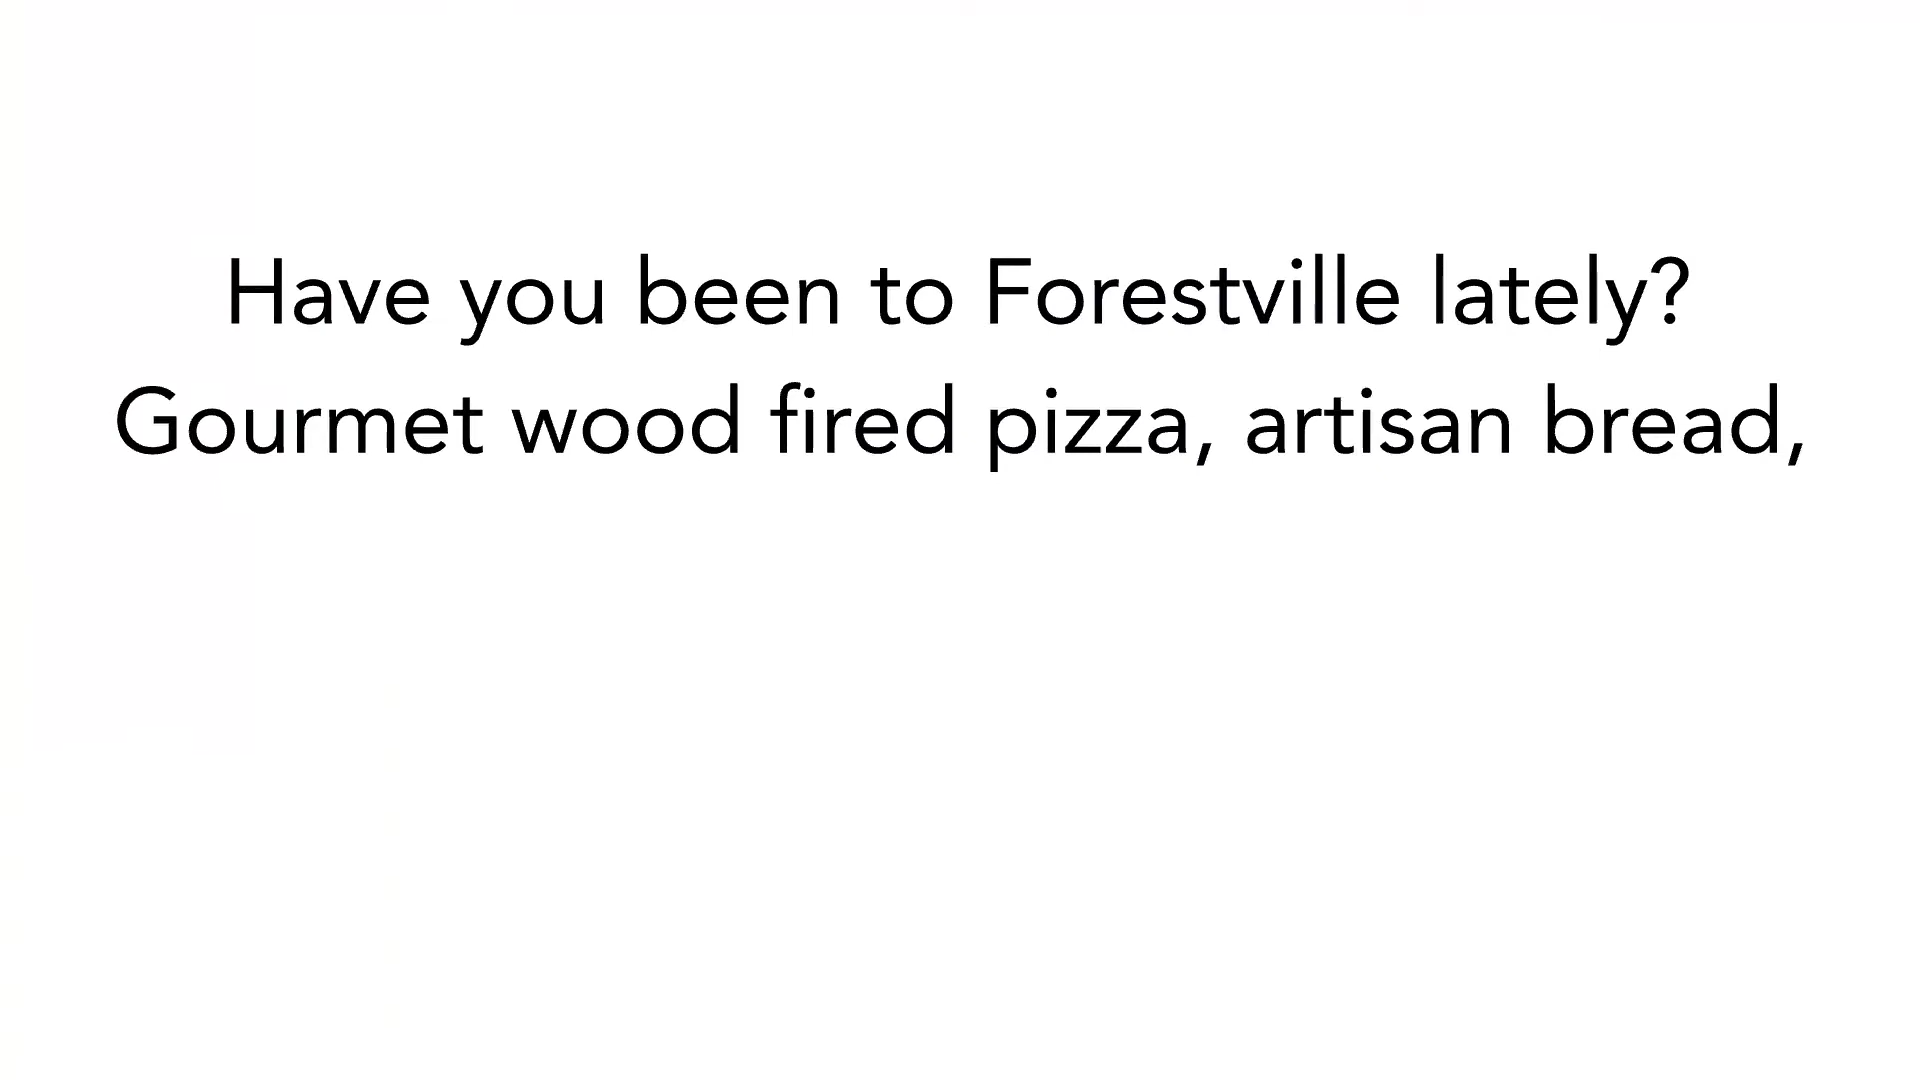 Have you been to Forestville lately?
Gourmet wood fired pizza, artisan bread,